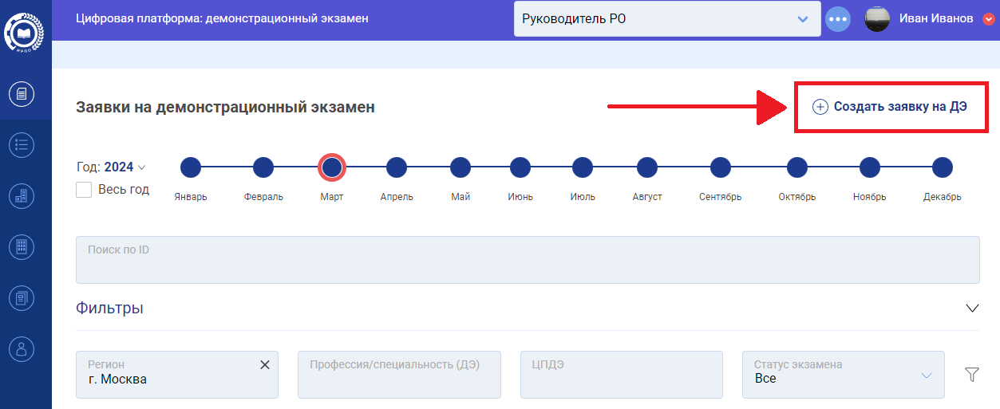 Цифровая платформа: демонстрационный экзамен
Руководитель РО
Иван Иванов
ИРПО
Заявки на демонстрационный экзамен
Создать заявку на ДЭ
Год: 2024
Весь год
Январь Февраль Март Апрель Май Июнь Июль Август Сентябрь Октябрь Ноябрь Декабрь
Поиск по ID
Фильтры
Регион
г. Москва
Профессия/специальность (ДЭ)
ЦПДЭ
Статус экзамена
Все